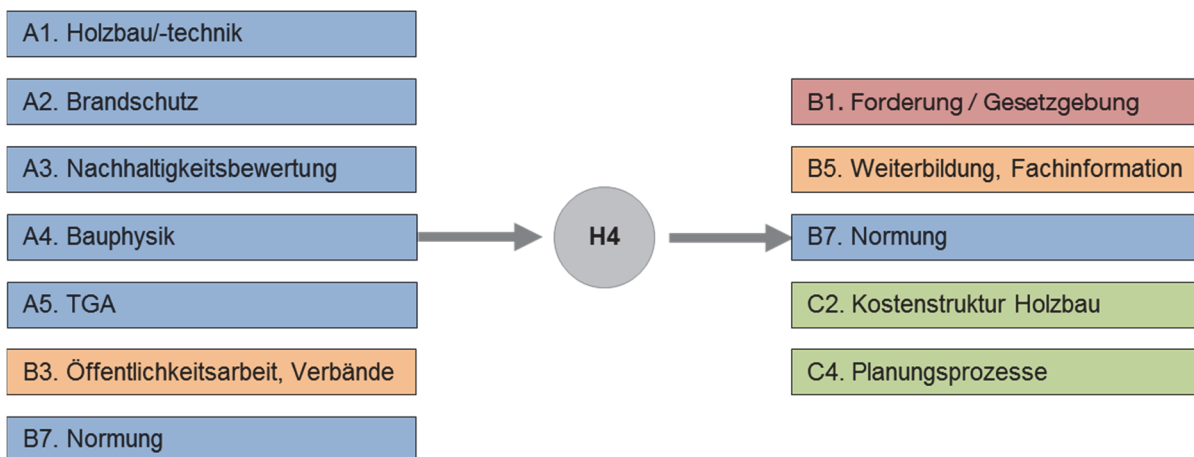 A1. Holzbau/-technik
A2. Brandschutz
A3. Nachhaltigkeitsbewertung
A4. Bauphysik
A5. TGA
B3. Öffentlichkeitsarbeit, Verbände
B7. Normung
H4
B1. Forderung / Gesetzgebung
B5. Weiterbildung, Fachinformation
B7. Normung
C2. Kostenstruktur Holzbau
C4. Planungsprozesse